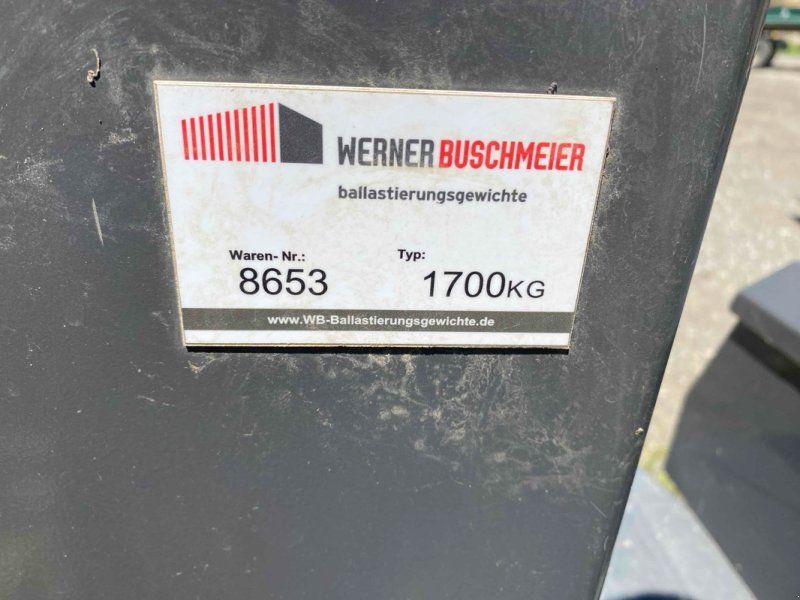 WERNER BUSCHMEIER
ballastierungsgewichte
Waren- Nr.: Typ:
8653 1700KG
www.WB-Ballastierungsgewichte.de